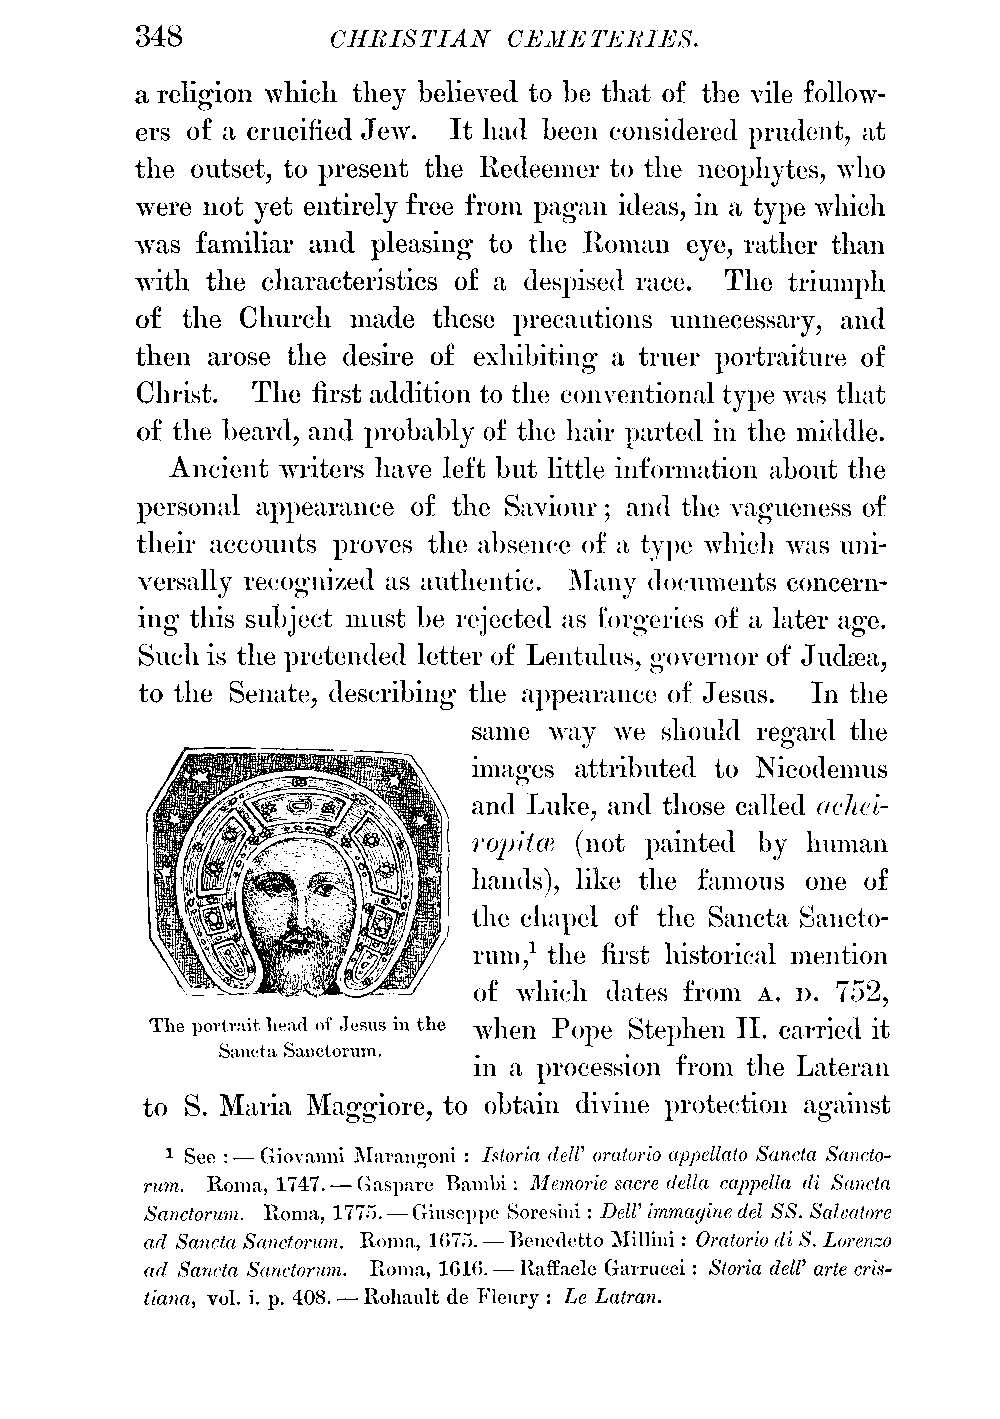 348 CHRISTIAN CEMETERIES.
a religion which they believed to be that of the vile follow-
ers of a crucified Jew. It had been considered prudent, at
the outset, to present the Redeemer to the neophytes, who
were not yet entirely free from pagan ideas, in a type which
was familiar and pleasing to the Roman eye, rather than
with the characteristics of a despised race. The triumph
of the Church made these precautions unnecessary, and
then arose the desire of exhibiting a truer portraiture of
Christ. The first addition to the conventional type was that
of the beard, and probably of the hair parted in the middle.
Ancient writers have left but little information about the
personal appearance of the Saviour; and the vagueness of
their accounts proves the absence of a type which was uni-
versally recognized as authentic. Many documents concern-
ing this subject must be rejected as forgeries of a later age.
Such is the pretended letter of Lentulus, governor of Judæa,
to the Senate, describing the appearance of Jesus. In the
same way we should regard the
images attributed to Nicodemus
and Luke, and those called achei-
ropitæ (not painted by human
hands), like the famous one of
the chapel of the Sancta Sancto-
rum,¹ the first historical mention
of which dates from A. D. 752,
when Pope Stephen II. carried it
in a procession from the Lateran
The portrait head of Jesus in the
Sancta Sanctorum.
to S. Maria Maggiore, to obtain divine protection against
¹ See :— Giovanni Marangoni : Istoria dell' oratorio appellato Sancta Sancto-
rum. Roma, 1747. — Gaspare Bambi : Memorie sacre della cappella di Sancta
Sanctorum. Roma, 1775. — Giuseppe Soresini : Dell' immagine del SS. Salvatore
ad Sancta Sanctorum. Roma, 1675. — Benedetto Millini : Oratorio di S. Lorenzo
ad Sancta Sanctorum. Roma, 1616. — Raffaele Garrucci : Storia dell' arte cris-
tiana, vol. i. p. 408. — Rohault de Fleury : Le Latran.